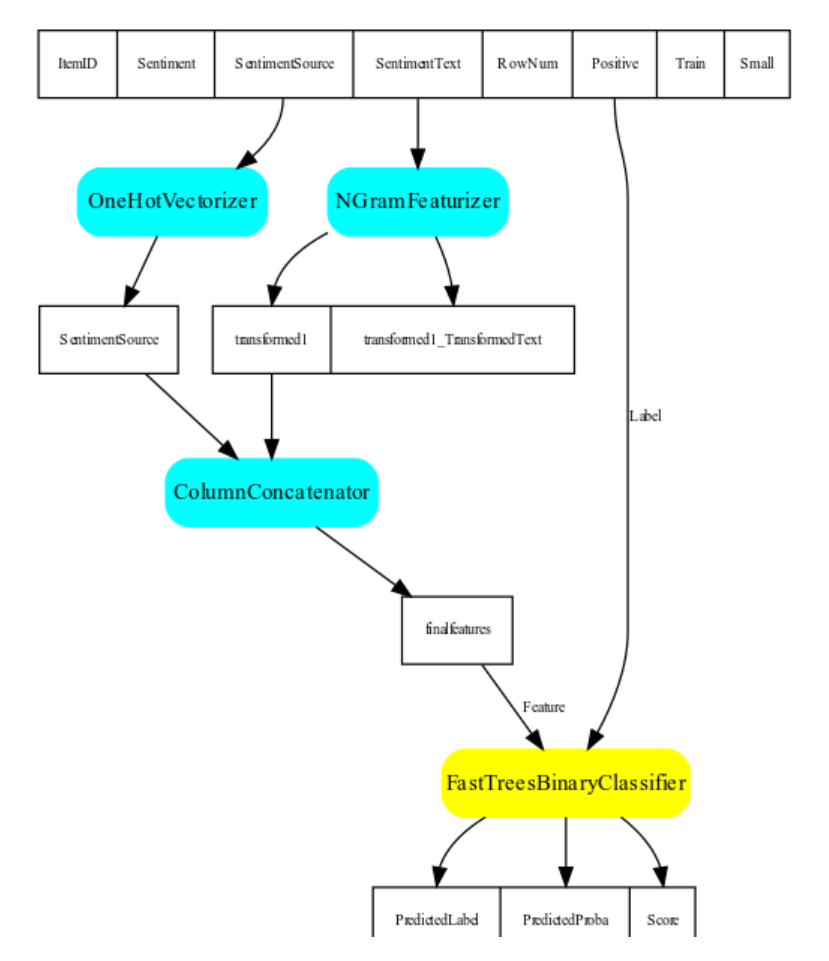 ItemID Sentiment SentimentSource SentimentText RowNum Positive Train Small
OneHotVectorizer NGramFeaturizer
SentimentSource transformed1 transformed1_TransformedText
Label
ColumnConcatenator
finalfeatures
Feature
FastTreesBinaryClassifier
PredictedLabel PredictedProba Score